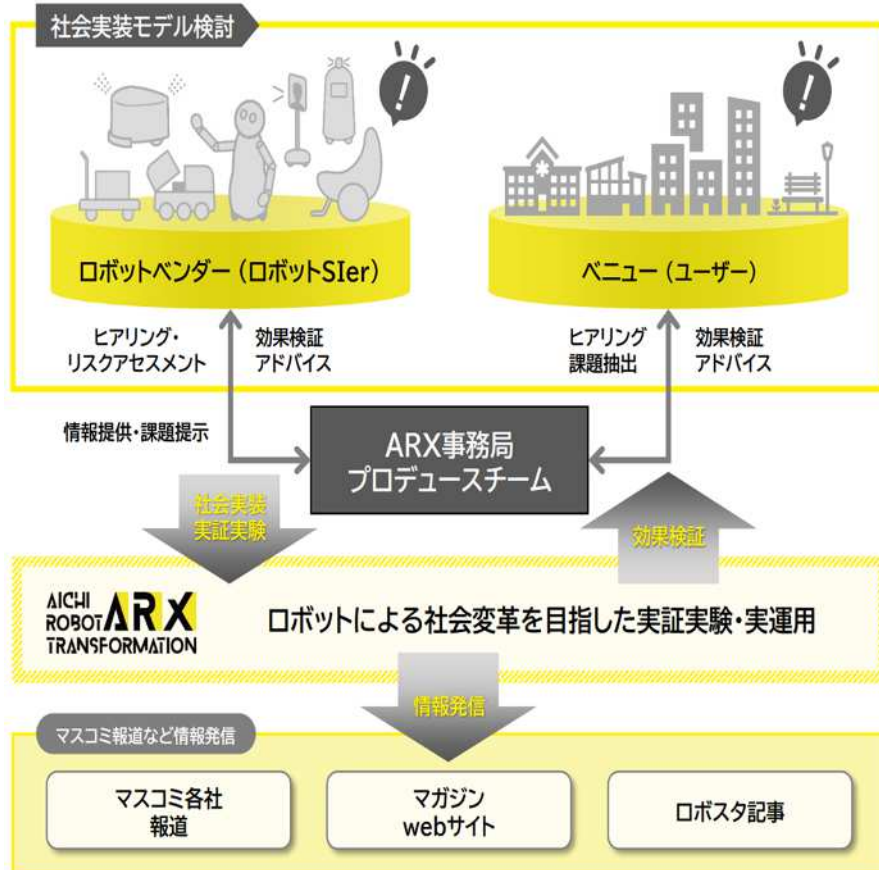 社会実装モデル検討
ロボットベンダー（ロボットSIer）
ベニュー（ユーザー）
ヒアリング・
リスクアセスメント
効果検証
アドバイス
ヒアリング
課題抽出
効果検証
アドバイス
情報提供・課題提示
ARX事務局
プロデュースチーム
社会実装
実証実験
効果検証
AICHI
ROBOT
TRANSFORMATION
ARX
ロボットによる社会変革を目指した実証実験・実運用
情報発信
マスコミ報道など情報発信
マスコミ各社
報道
マガジン
webサイト
ロボスタ記事